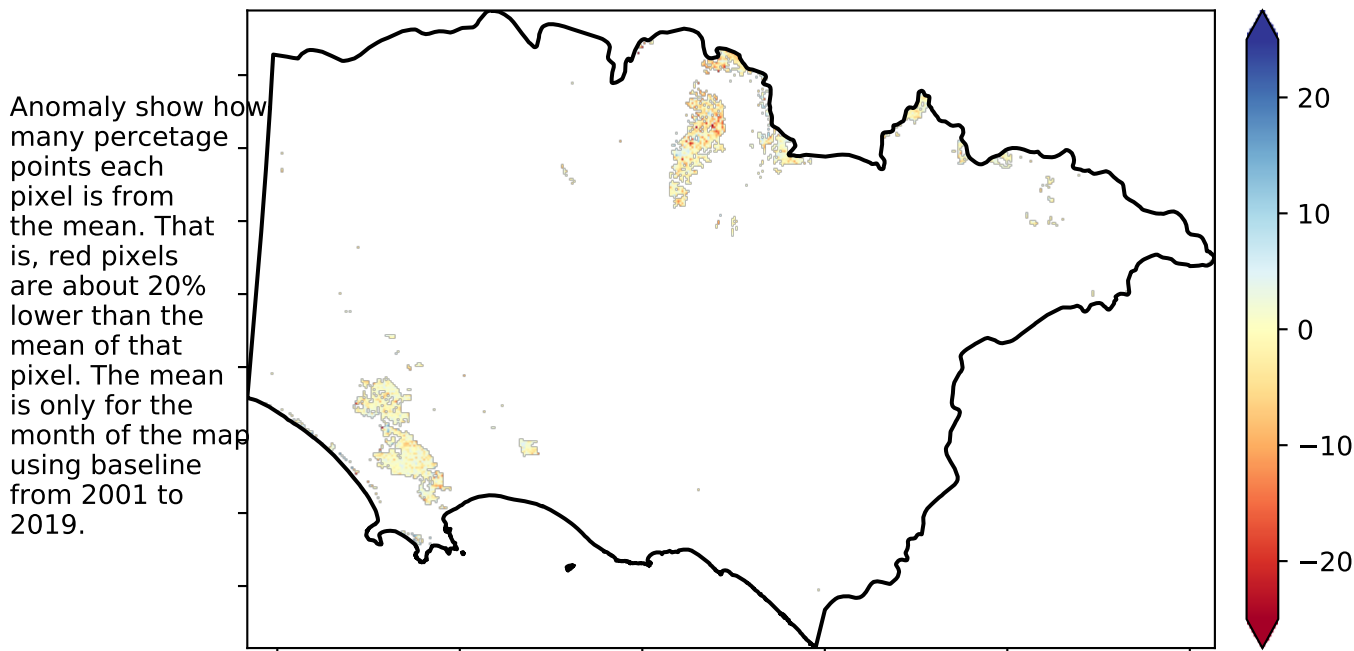 Anomaly show how
many percetage
points each
pixel is from
the mean. That
is, red pixels
are about 20%
lower than the
mean of that
pixel. The mean
is only for the
month of the map
using baseline
from 2001 to
2019.
20
10
0
−10
−20